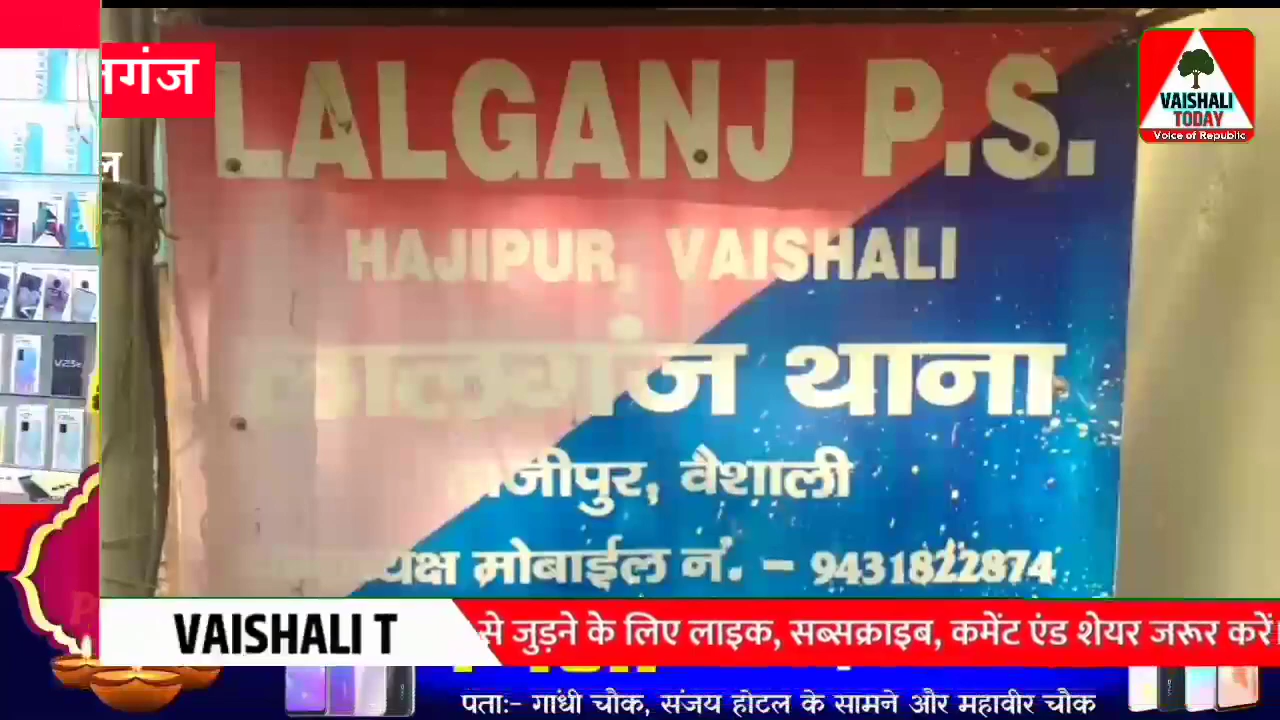 LALGANJ P.S.
HAJIPUR, VAISHALI
लालगंज थाना
वैशाली
मोबाईल नं. - 9431822874
VAISHALI
TODAY
Voice of Republic
VAISHALI T
से जुड़ने के लिए लाइक, सब्सक्राइब, कमेंट एंड शेयर जरूर करें
पताः- गांधी चौक, संजय होटल के सामने और महावीर चौक